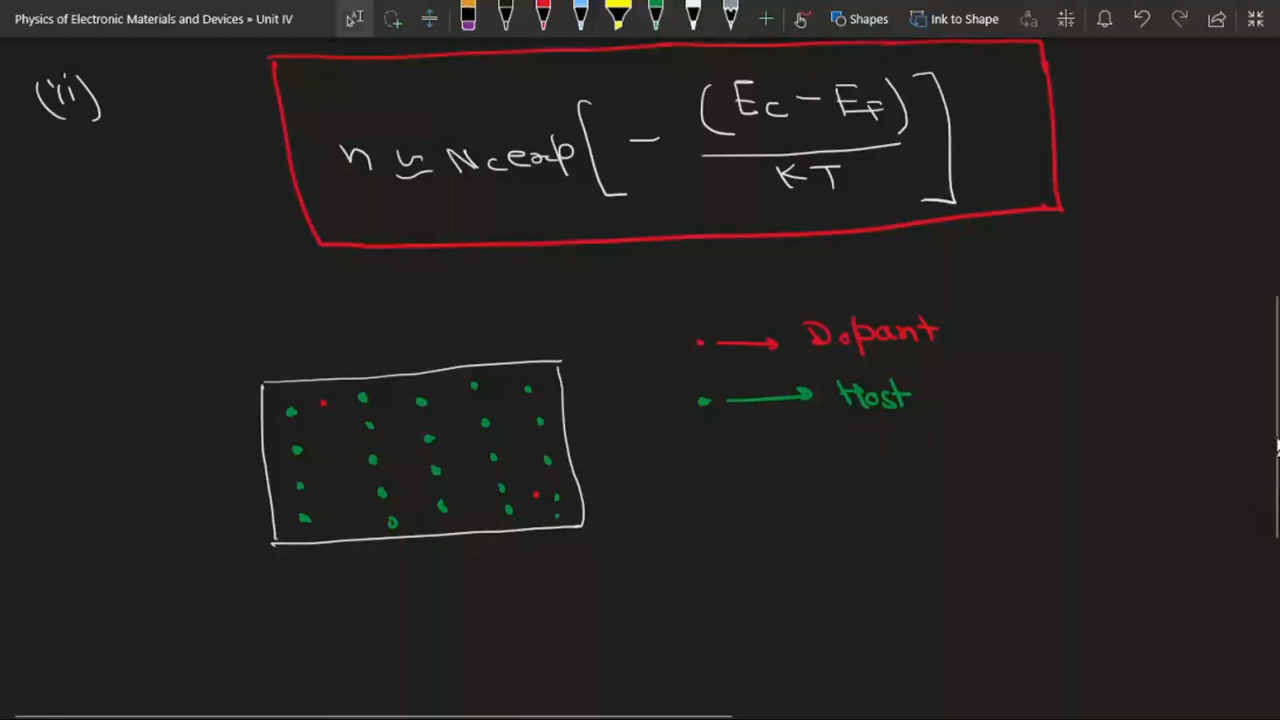 Physics of Electronic Materials and Devices » Unit IV
Shapes
Ink to Shape
(ii)
n ≃ Nc exp[ - (Ec - EF) / KT ]
Dopant
Host